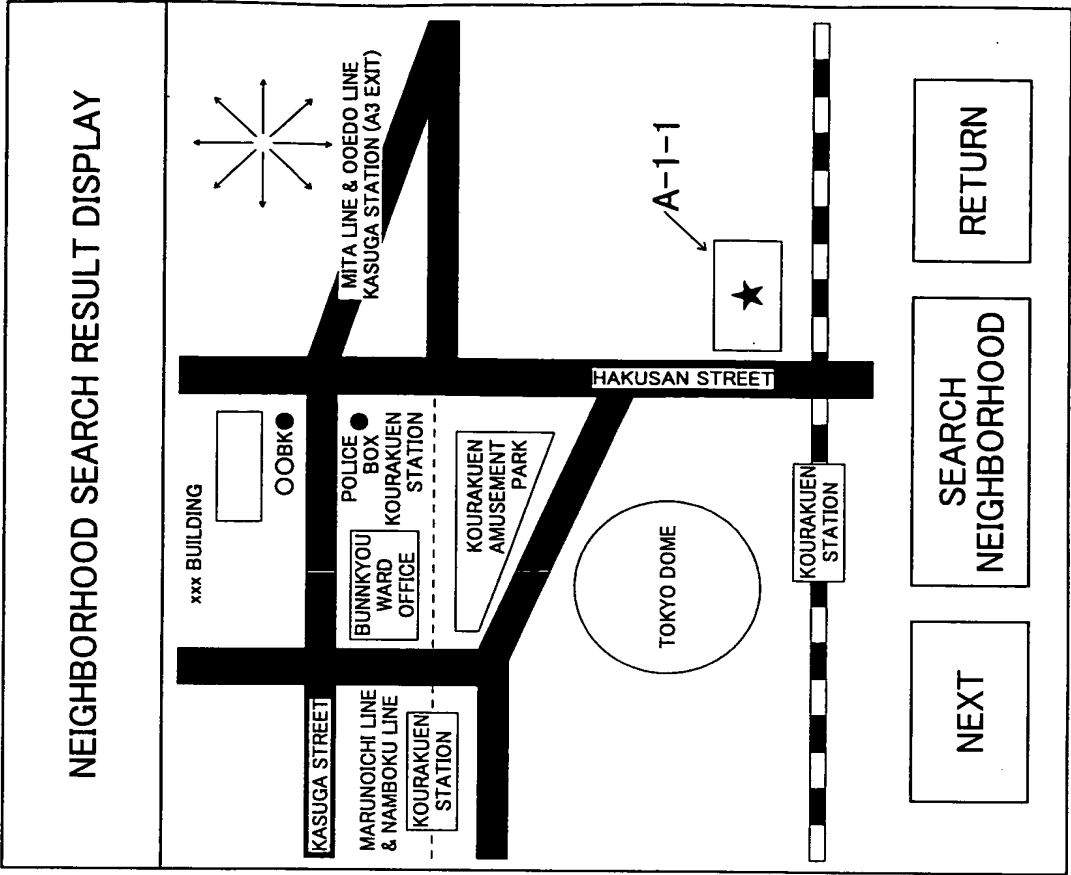 NEIGHBORHOOD SEARCH RESULT DISPLAY
xxx BUILDING
OOBK
KASUGA STREET
MITA LINE & OOEDO LINE
KASUGA STATION (A3 EXIT)
MARUNOICHI LINE
& NAMBOKU LINE
KOURAKUEN
STATION
BUNNKYOU
WARD
OFFICE
POLICE
BOX
KOURAKUEN
STATION
KOURAKUEN
AMUSEMENT
PARK
HAKUSAN STREET
A-1-1
TOKYO DOME
KOURAKUEN
STATION
NEXT
SEARCH
NEIGHBORHOOD
RETURN